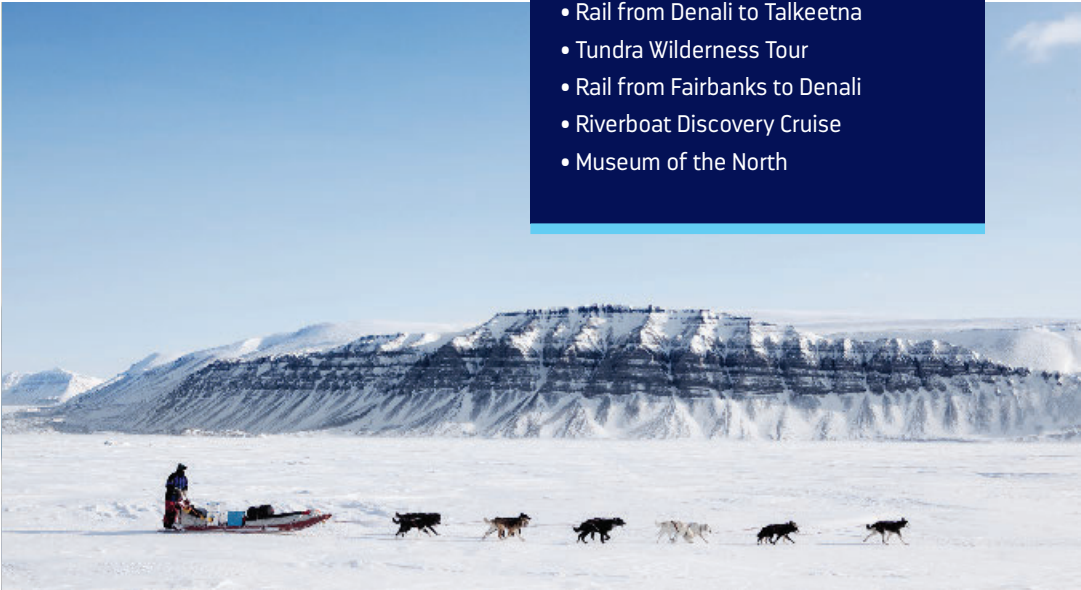 • Rail from Denali to Talkeetna
• Tundra Wilderness Tour
• Rail from Fairbanks to Denali
• Riverboat Discovery Cruise
• Museum of the North